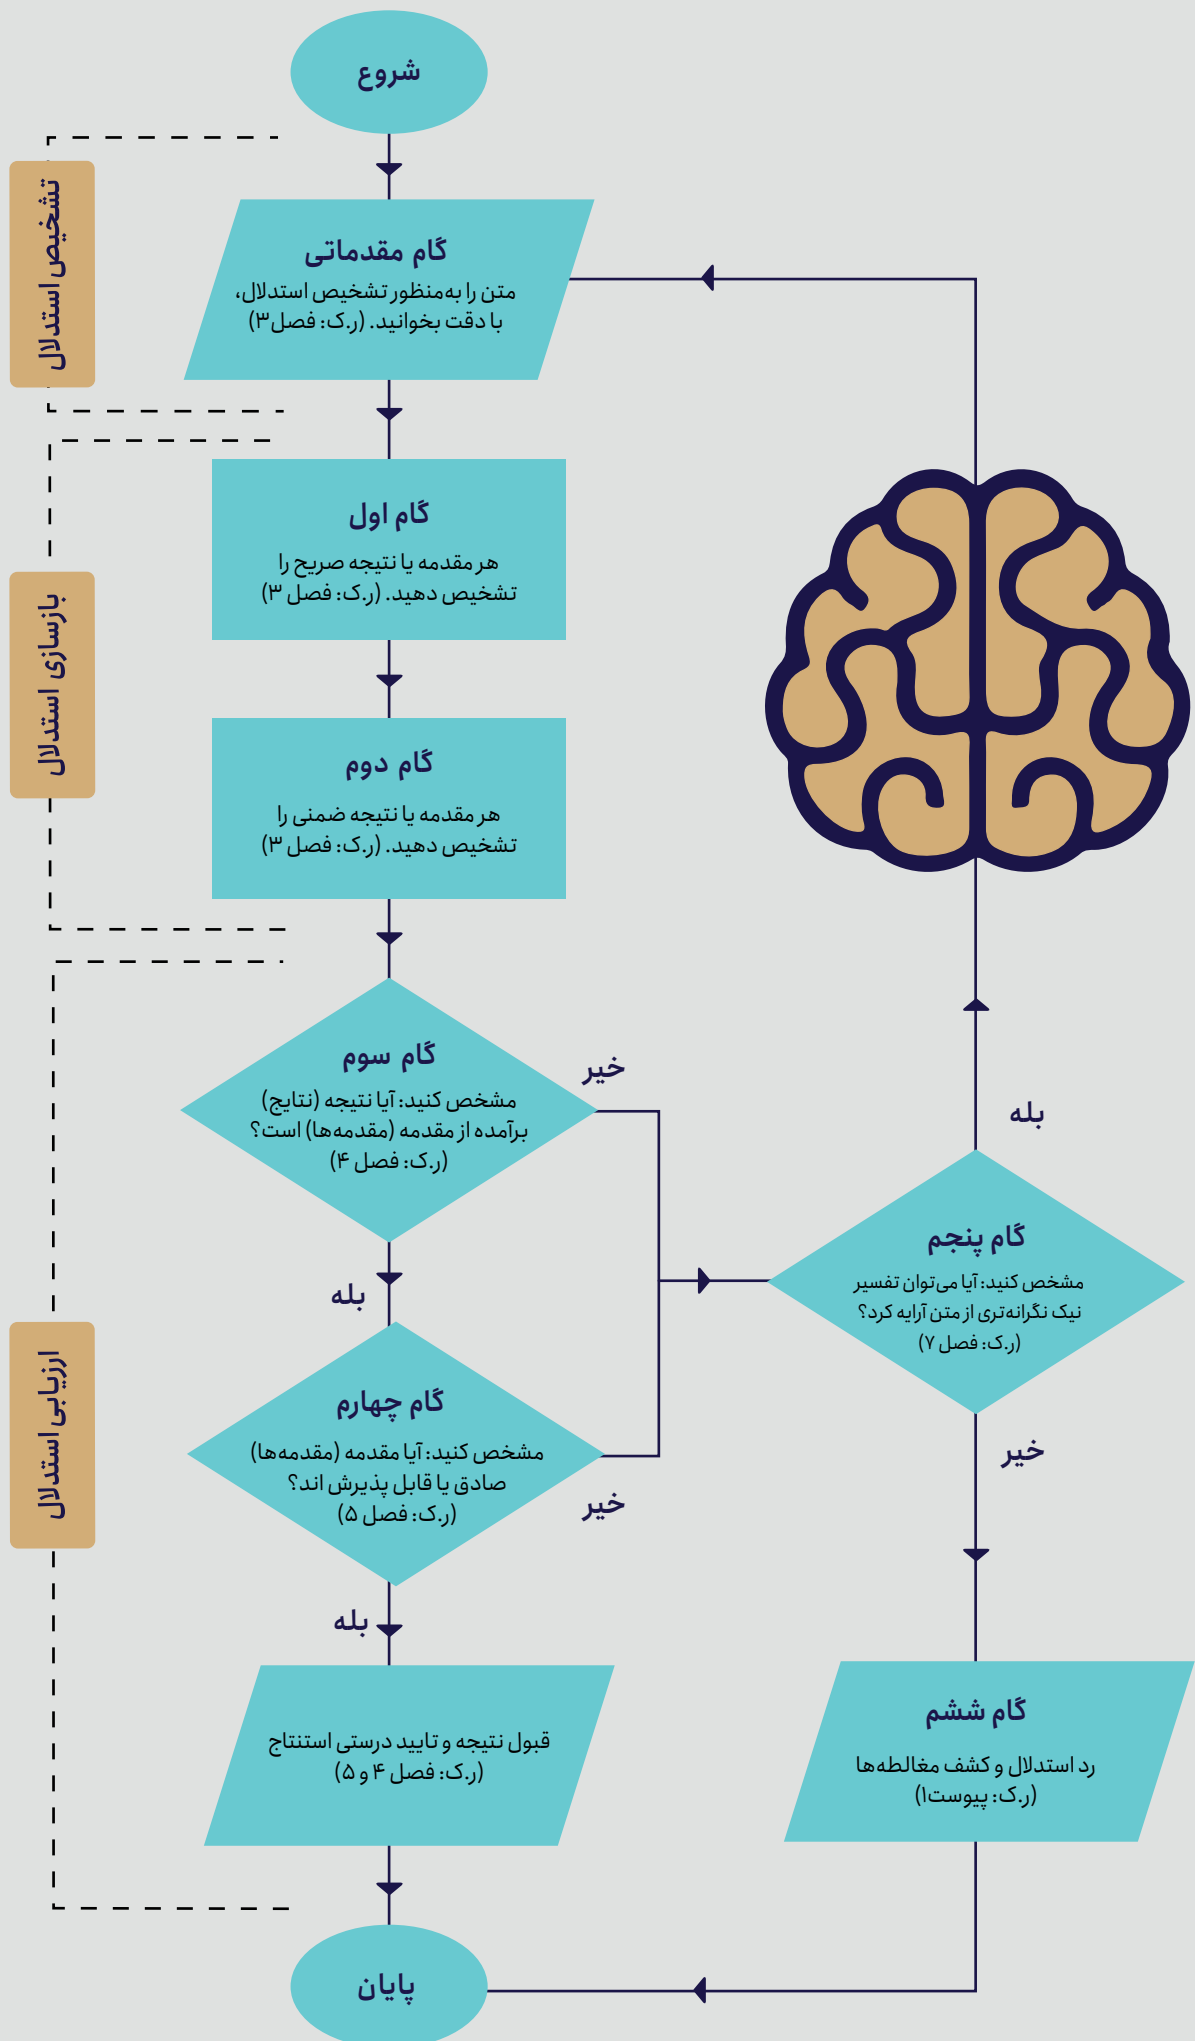 شروع
تشخیص استدلال
گام مقدماتی
متن را به‌منظور تشخیص استدلال،
با دقت بخوانید. (ر.ک: فصل۳)
بازسازی استدلال
گام اول
هر مقدمه یا نتیجه صریح را
تشخیص دهید. (ر.ک: فصل ۳)
گام دوم
هر مقدمه یا نتیجه ضمنی را
تشخیص دهید. (ر.ک: فصل ۳)
ارزیابی استدلال
گام سوم
مشخص کنید: آیا نتیجه (نتایج)
برآمده از مقدمه (مقدمه‌ها) است؟
(ر.ک: فصل ۴)
خیر
بله
گام چهارم
مشخص کنید: آیا مقدمه (مقدمه‌ها)
صادق یا قابل پذیرش اند؟
(ر.ک: فصل ۵)
خیر
بله
قبول نتیجه و تایید درستی استنتاج
(ر.ک: فصل ۴ و ۵)
بله
گام پنجم
مشخص کنید: آیا می‌توان تفسیر
نیک نگرانه‌تری از متن آرایه کرد؟
(ر.ک: فصل ۷)
خیر
گام ششم
رد استدلال و کشف مغالطه‌ها
(ر.ک: پیوست۱)
پایان